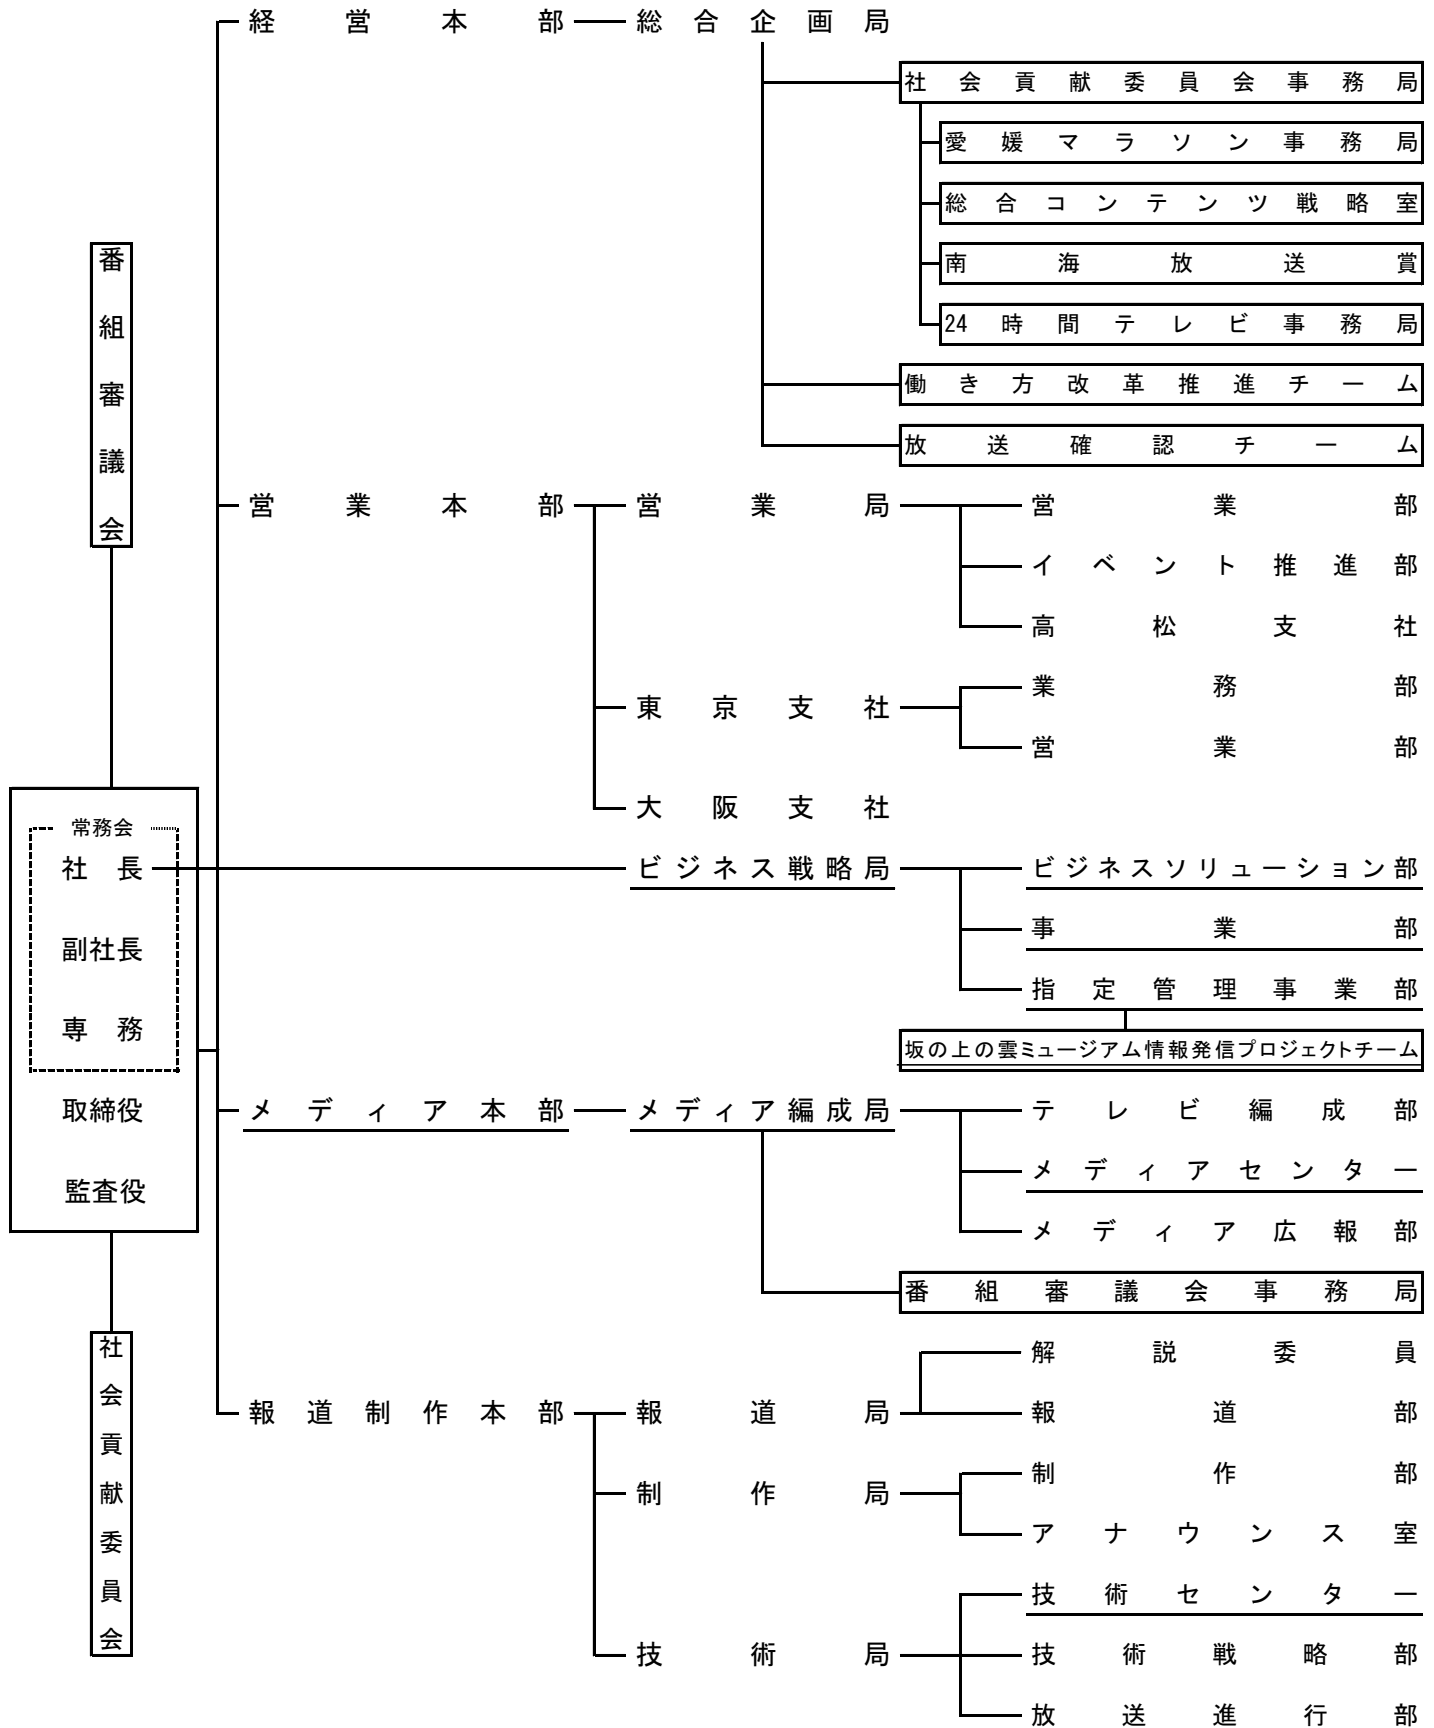 経営本部
総合企画局
社会貢献委員会事務局
愛媛マラソン事務局
総合コンテンツ戦略室
南海放送賞
24時間テレビ事務局
働き方改革推進チーム
放送確認チーム
番組審議会
営業本部
営業局
営業部
イベント推進部
高松支社
東京支社
業務部
営業部
大阪支社
常務会
社長
副社長
専務
取締役
監査役
ビジネス戦略局
ビジネスソリューション部
事業部
指定管理事業部
坂の上の雲ミュージアム情報発信プロジェクトチーム
メディア本部
メディア編成局
テレビ編成部
メディアセンター
メディア広報部
番組審議会事務局
社会貢献委員会
報道制作本部
報道局
解説委員
報道部
制作局
制作部
アナウンス室
技術局
技術センター
技術戦略部
放送進行部